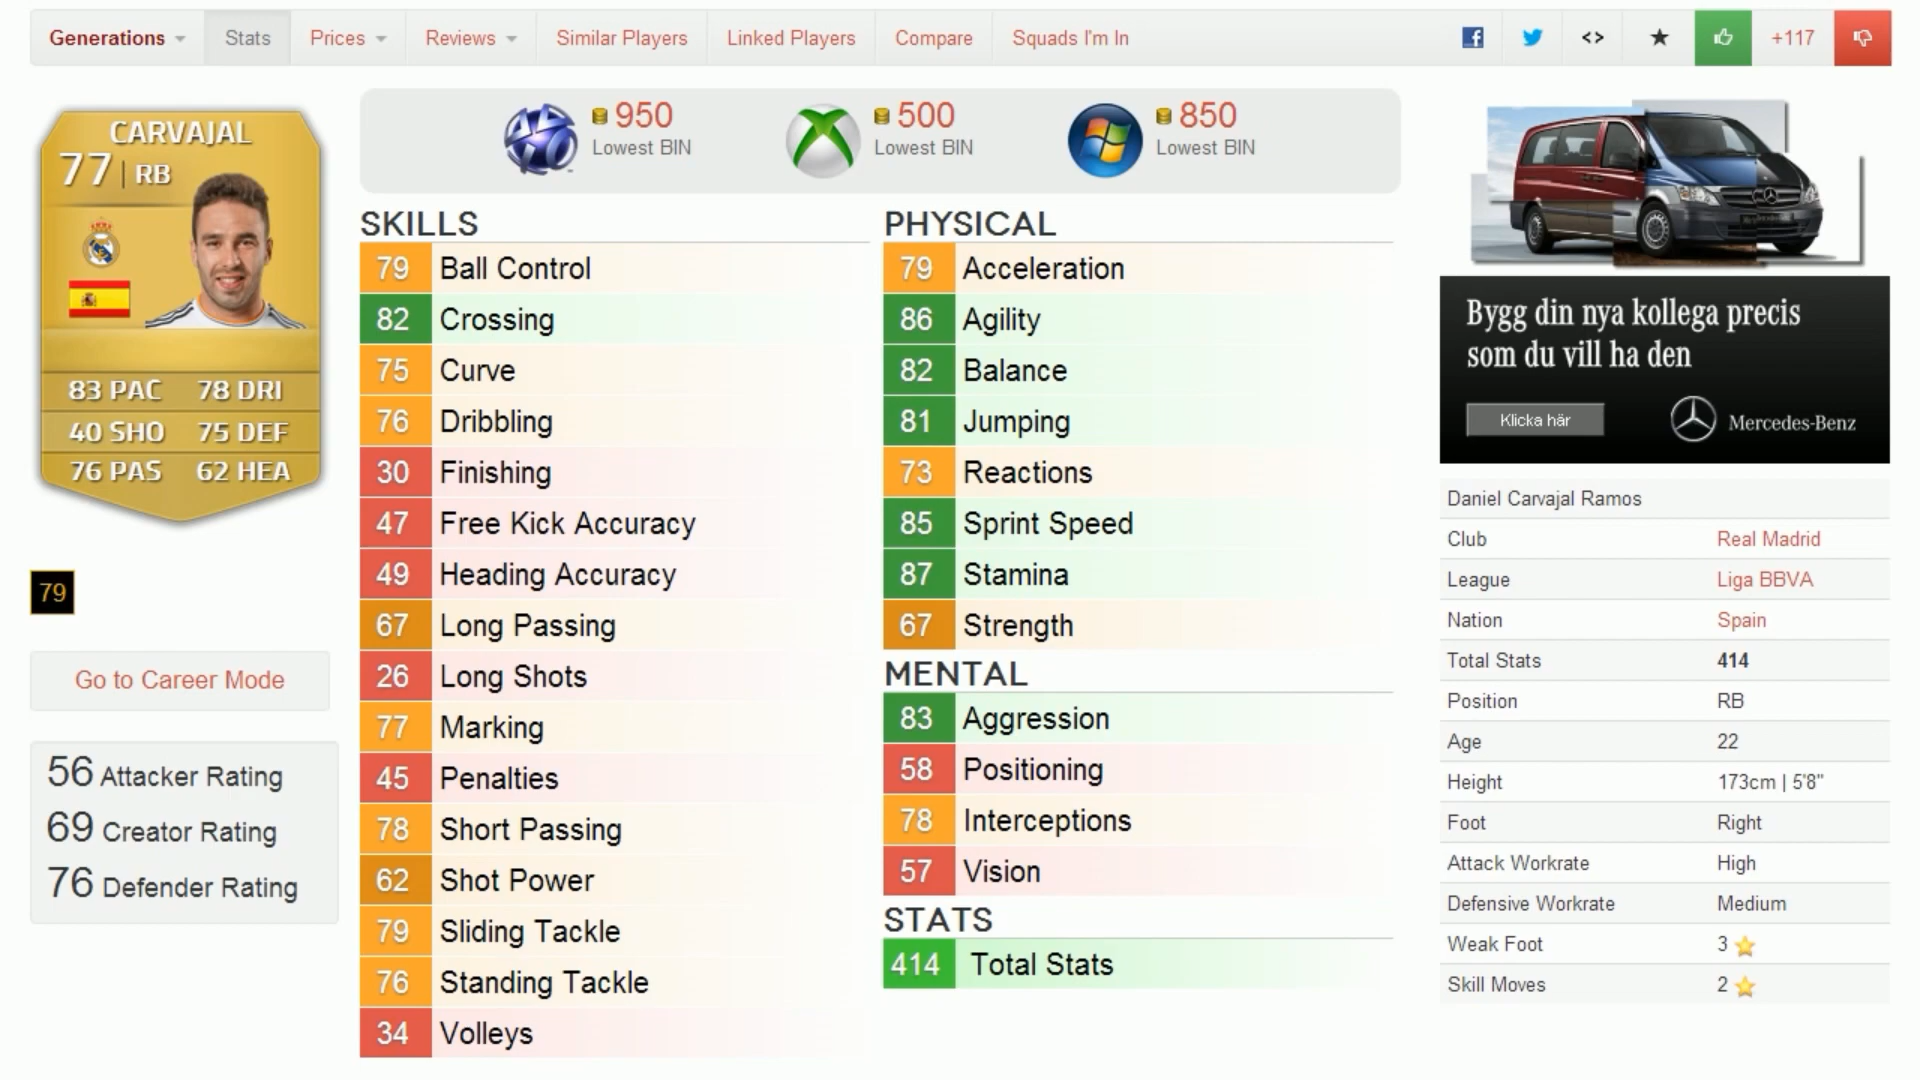 Generations Stats Prices Reviews Similar Players Linked Players Compare Squads I'm In <> +117
CARVAJAL
77 | RB
83 PAC 78 DRI
40 SHO 75 DEF
76 PAS 62 HEA
79
Go to Career Mode
56 Attacker Rating
69 Creator Rating
76 Defender Rating
950
Lowest BIN
500
Lowest BIN
850
Lowest BIN
SKILLS
79 Ball Control
82 Crossing
75 Curve
76 Dribbling
30 Finishing
47 Free Kick Accuracy
49 Heading Accuracy
67 Long Passing
26 Long Shots
77 Marking
45 Penalties
78 Short Passing
62 Shot Power
79 Sliding Tackle
76 Standing Tackle
34 Volleys
PHYSICAL
79 Acceleration
86 Agility
82 Balance
81 Jumping
73 Reactions
85 Sprint Speed
87 Stamina
67 Strength
MENTAL
83 Aggression
58 Positioning
78 Interceptions
57 Vision
STATS
414 Total Stats
Bygg din nya kollega precis
som du vill ha den
Klicka här
Mercedes-Benz
Daniel Carvajal Ramos
Club Real Madrid
League Liga BBVA
Nation Spain
Total Stats 414
Position RB
Age 22
Height 173cm | 5'8"
Foot Right
Attack Workrate High
Defensive Workrate Medium
Weak Foot 3
Skill Moves 2